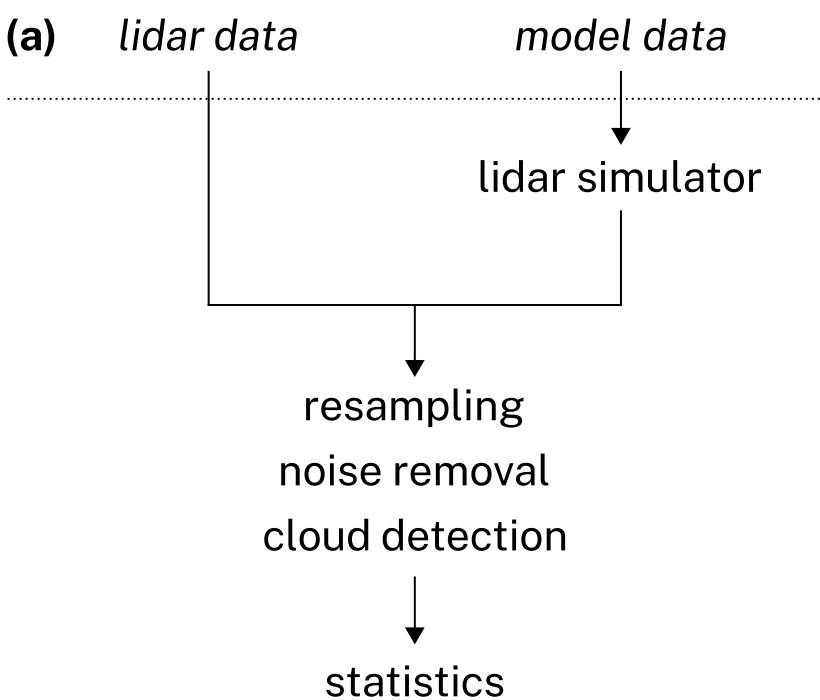 (a) lidar data model data
lidar simulator
resampling
noise removal
cloud detection
statistics